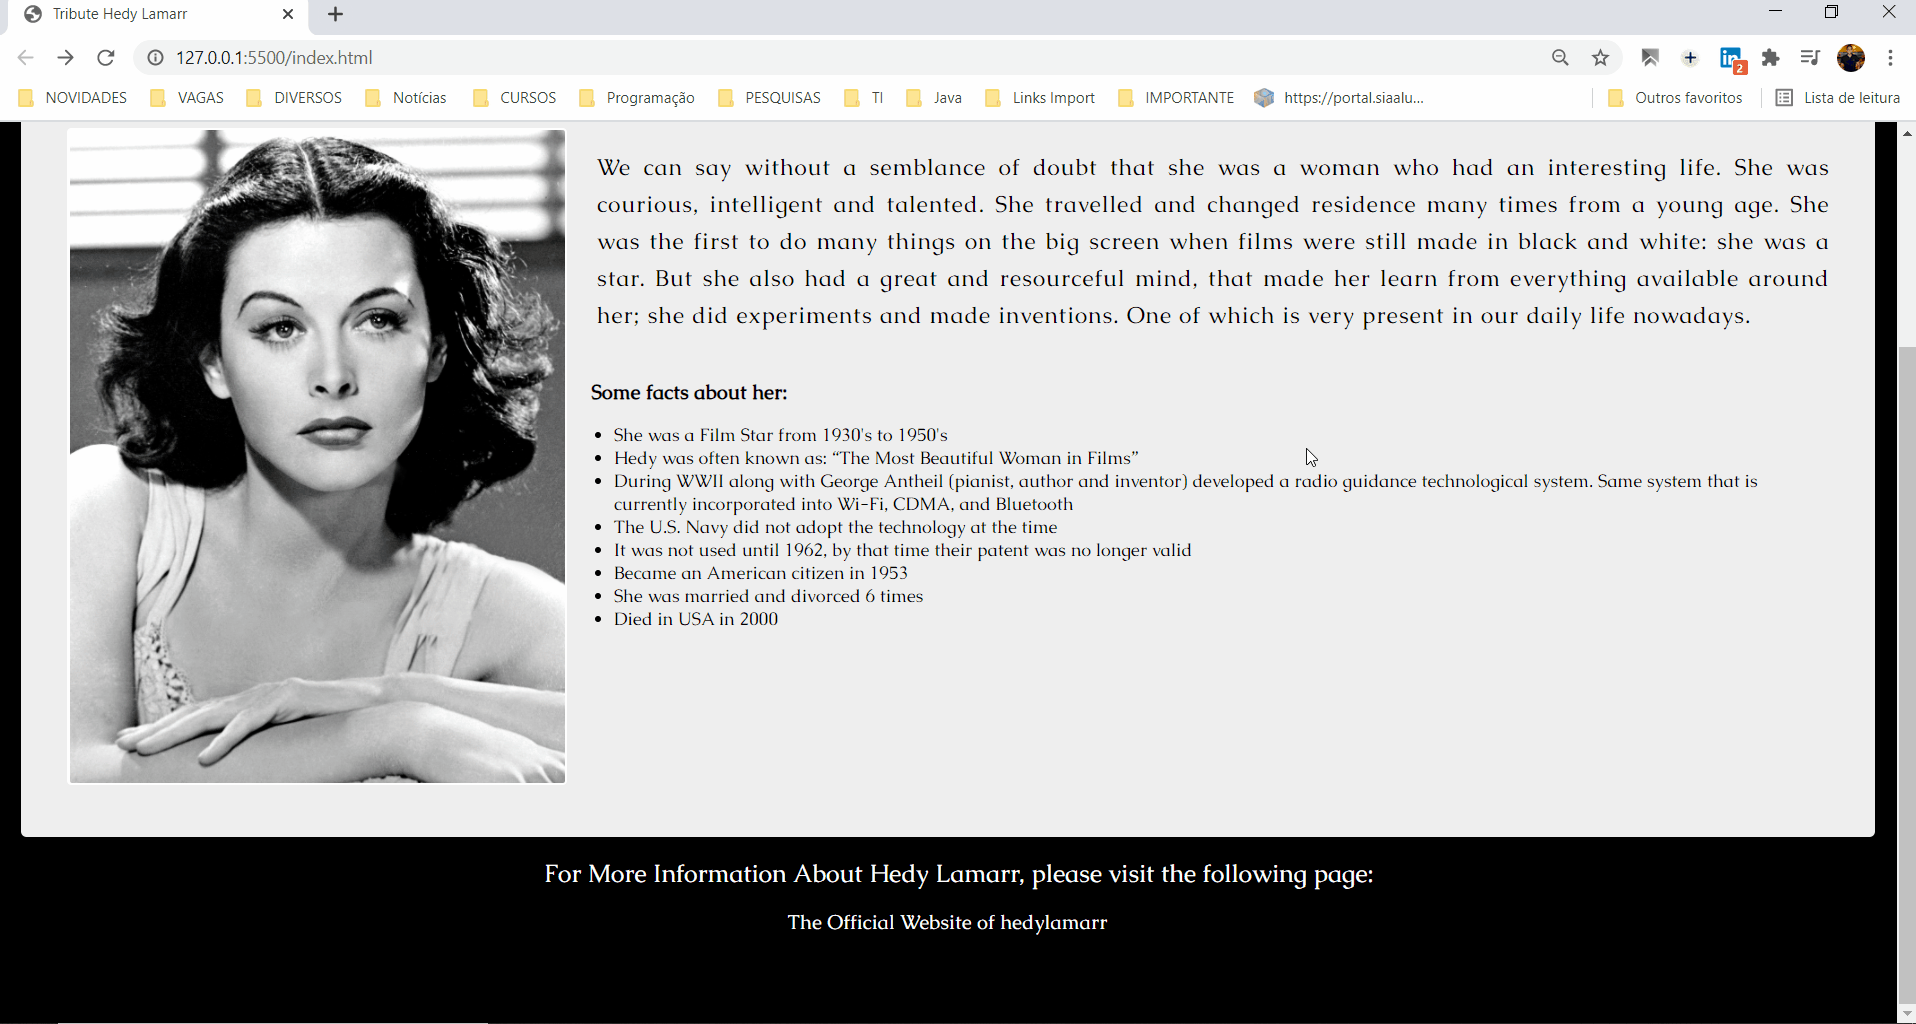 Tribute Hedy Lamarr
127.0.0.1:5500/index.html
in 2
NOVIDADES VAGAS DIVERSOS Notícias CURSOS Programação PESQUISAS TI Java Links Import IMPORTANTE https://portal.siaalu... Outros favoritos Lista de leitura
We can say without a semblance of doubt that she was a woman who had an interesting life. She was
courious, intelligent and talented. She travelled and changed residence many times from a young age. She
was the first to do many things on the big screen when films were still made in black and white: she was a
star. But she also had a great and resourceful mind, that made her learn from everything available around
her; she did experiments and made inventions. One of which is very present in our daily life nowadays.
Some facts about her:
• She was a Film Star from 1930's to 1950's
• Hedy was often known as: “The Most Beautiful Woman in Films”
• During WWII along with George Antheil (pianist, author and inventor) developed a radio guidance technological system. Same system that is
currently incorporated into Wi-Fi, CDMA, and Bluetooth
• The U.S. Navy did not adopt the technology at the time
• It was not used until 1962, by that time their patent was no longer valid
• Became an American citizen in 1953
• She was married and divorced 6 times
• Died in USA in 2000
For More Information About Hedy Lamarr, please visit the following page:
The Official Website of hedylamarr